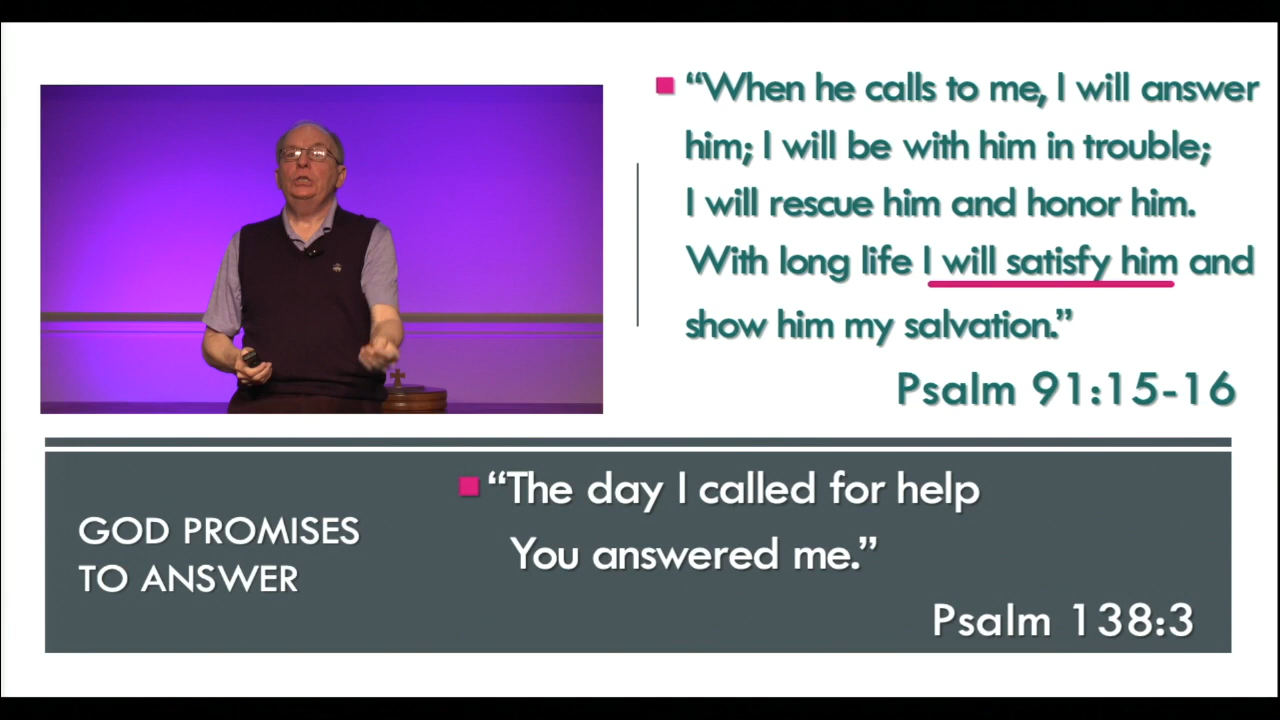 “When he calls to me, I will answer
him; I will be with him in trouble;
I will rescue him and honor him.
With long life I will satisfy him and
show him my salvation.”
Psalm 91:15-16
GOD PROMISES
TO ANSWER
“The day I called for help
You answered me.”
Psalm 138:3